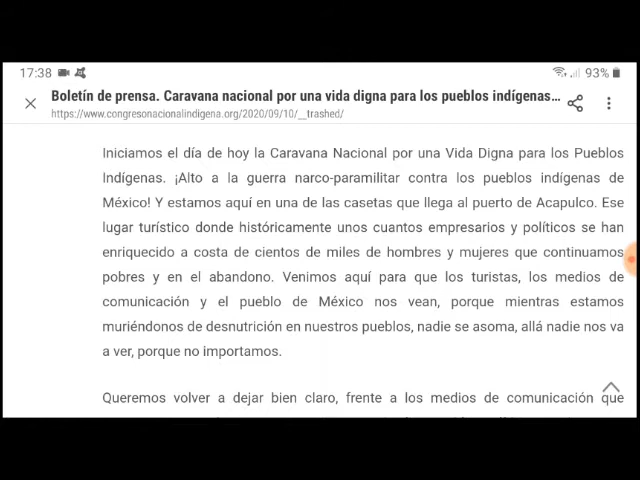 17:38
93%
Boletín de prensa. Caravana nacional por una vida digna para los pueblos indígenas...
https://www.congresonacionalindigena.org/2020/09/10/__trashed/
Iniciamos el día de hoy la Caravana Nacional por una Vida Digna para los Pueblos
Indígenas. ¡Alto a la guerra narco-paramilitar contra los pueblos indígenas de
México! Y estamos aquí en una de las casetas que llega al puerto de Acapulco. Ese
lugar turístico donde históricamente unos cuantos empresarios y políticos se han
enriquecido a costa de cientos de miles de hombres y mujeres que continuamos
pobres y en el abandono. Venimos aquí para que los turistas, los medios de
comunicación y el pueblo de México nos vean, porque mientras estamos
muriéndonos de desnutrición en nuestros pueblos, nadie se asoma, allá nadie nos va
a ver, porque no importamos.
Queremos volver a dejar bien claro, frente a los medios de comunicación que